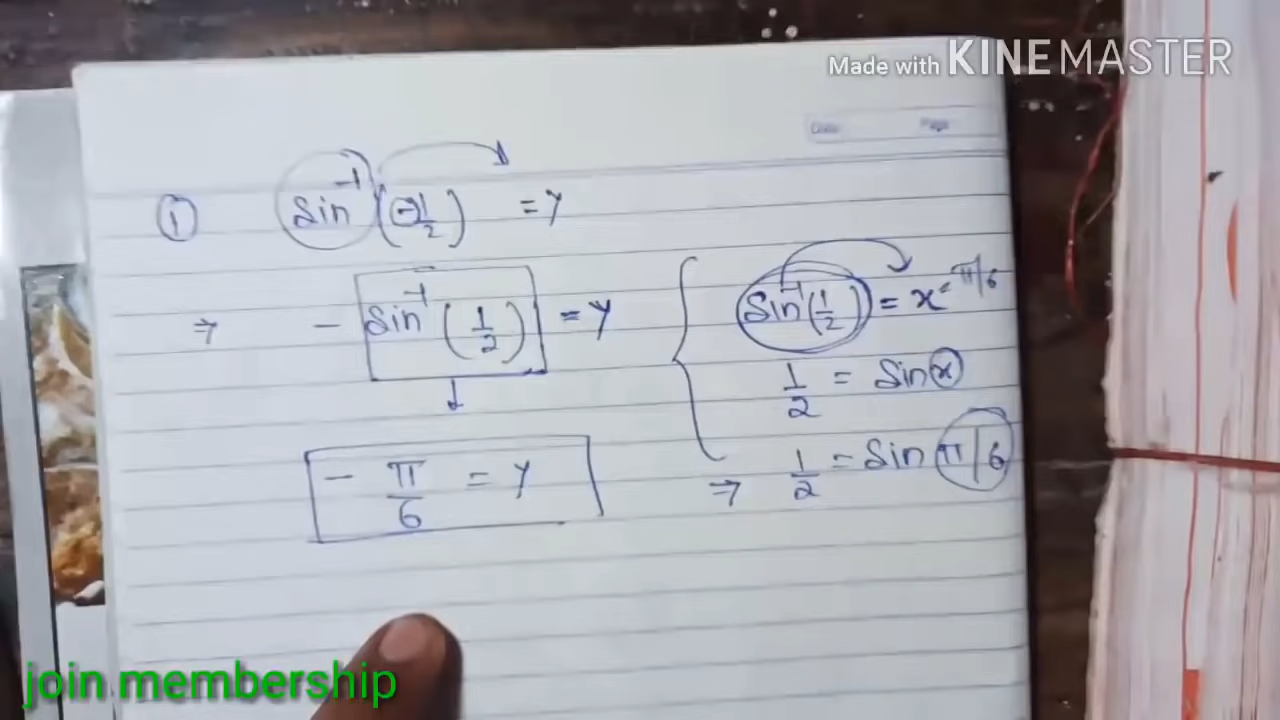 Made with KINEMASTER
Date Page
① sin⁻¹(-1/2) = y
⇒ - sin⁻¹(1/2) = y
- π/6 = y
sin⁻¹(1/2) = x = π/6
1/2 = sin x
⇒ 1/2 = sin π/6
join membership